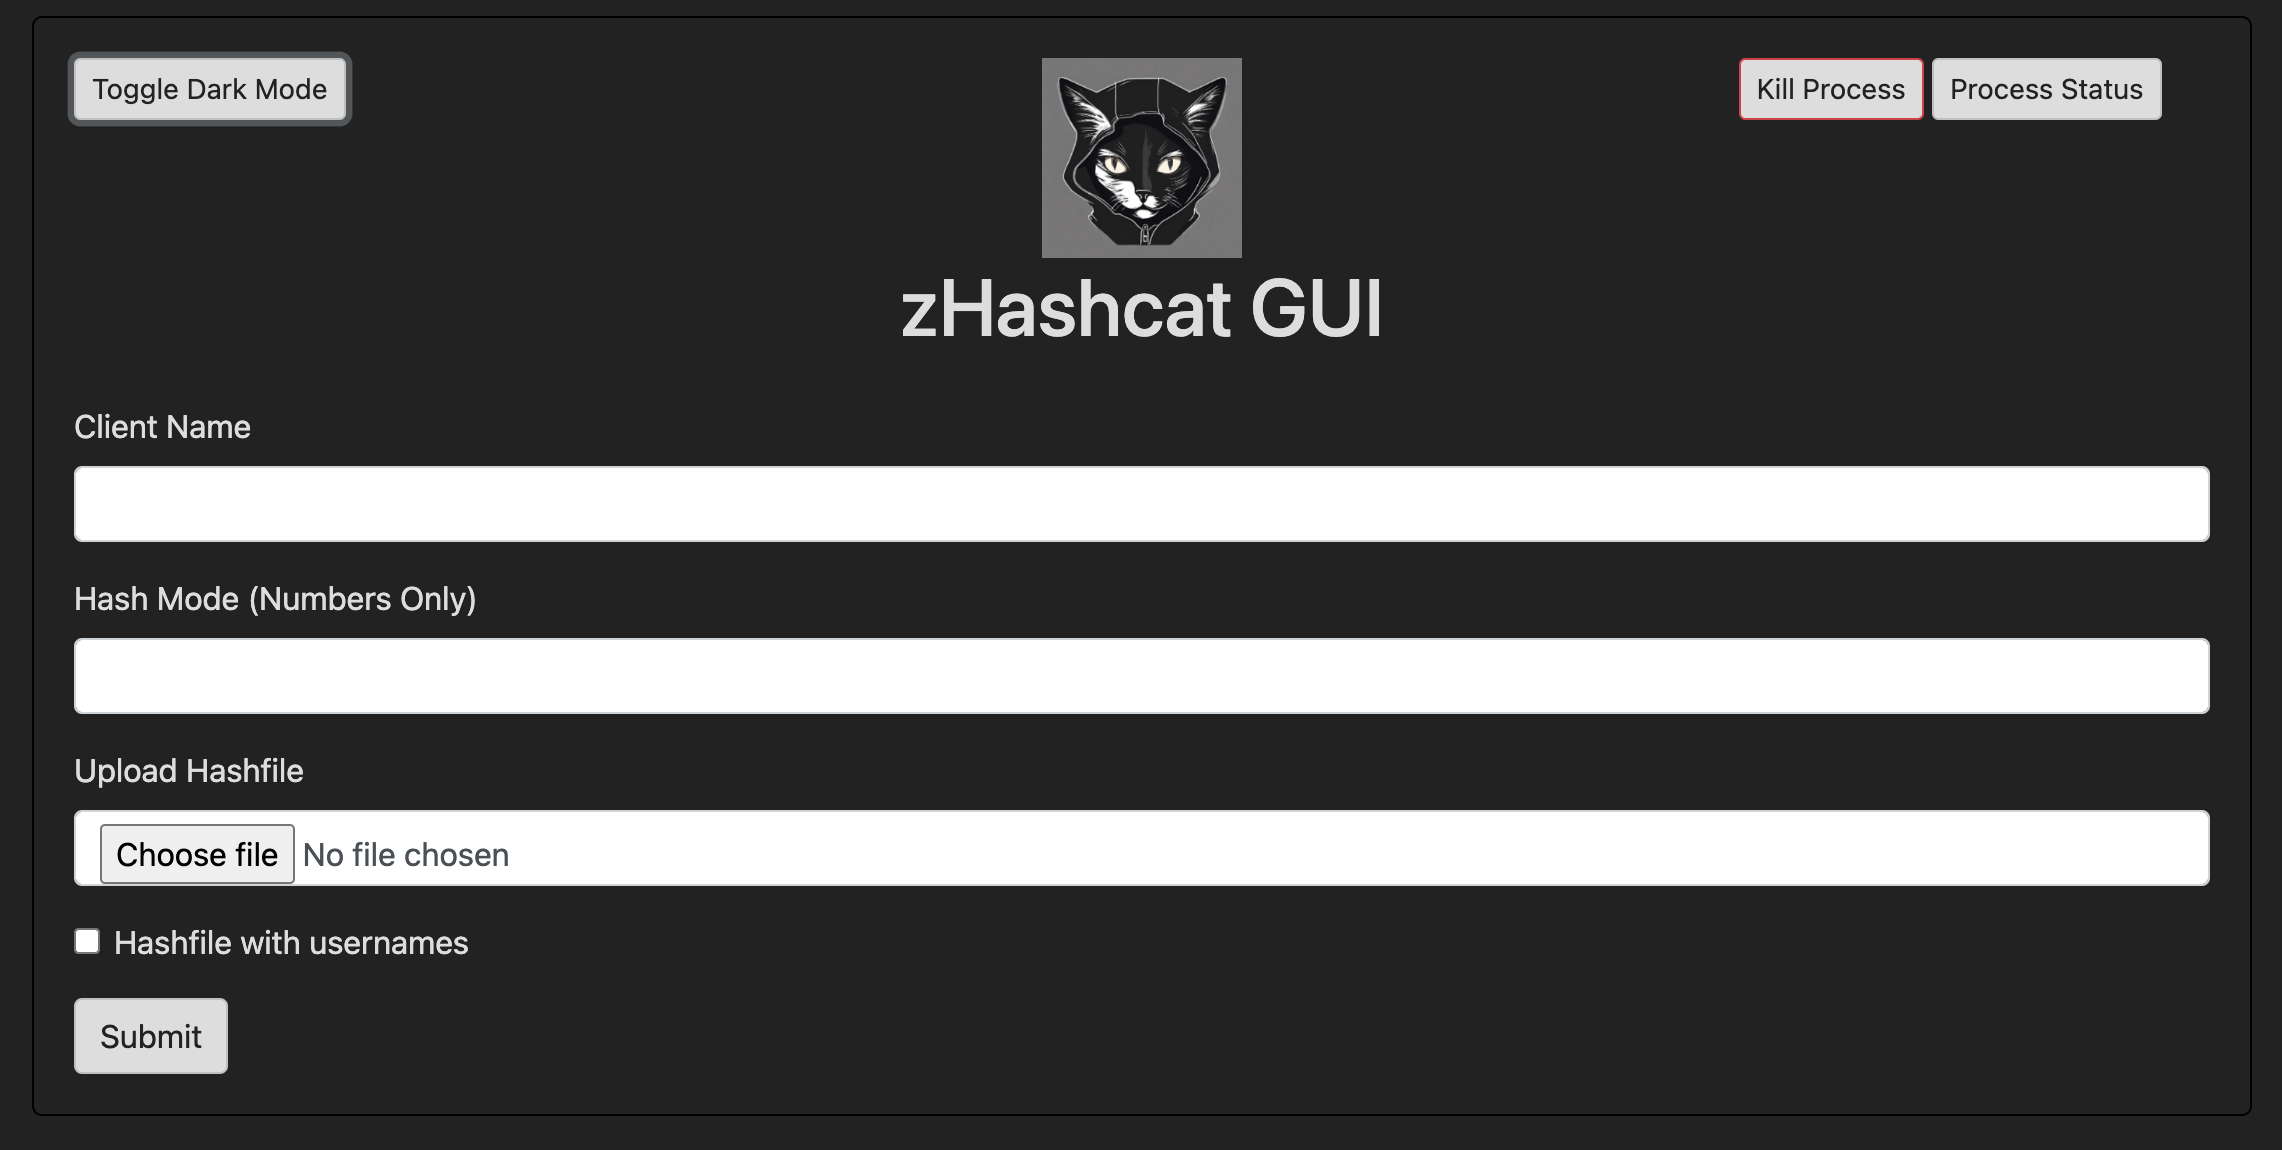 Toggle Dark Mode
Kill Process
Process Status
zHashcat GUI
Client Name
Hash Mode (Numbers Only)
Upload Hashfile
Choose file No file chosen
Hashfile with usernames
Submit